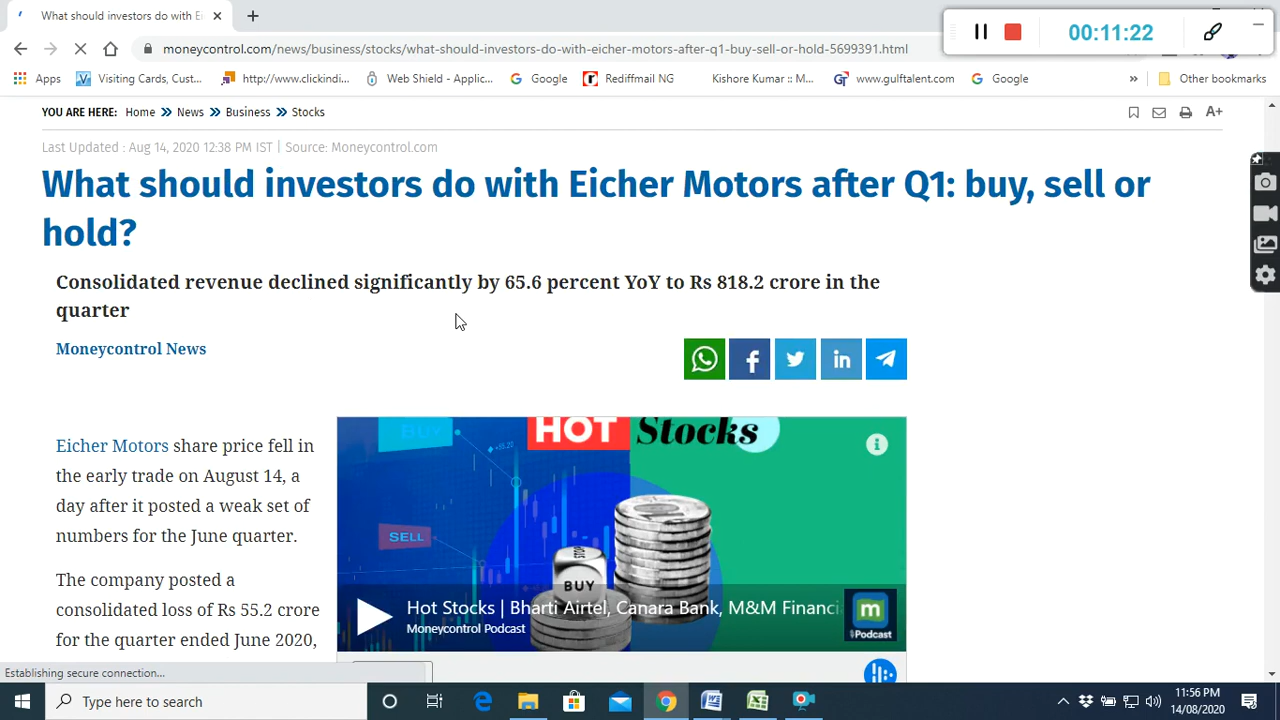 What should investors do with Ei
00:11:22
moneycontrol.com/news/business/stocks/what-should-investors-do-with-eicher-motors-after-q1-buy-sell-or-hold-5699391.html
Apps Visiting Cards, Cust... http://www.clickindi... Web Shield - Applic... Google Rediffmail NG Kishore Kumar :: M... www.gulftalent.com Google » Other bookmarks
YOU ARE HERE: Home » News » Business » Stocks A+
Last Updated : Aug 14, 2020 12:38 PM IST | Source: Moneycontrol.com
What should investors do with Eicher Motors after Q1: buy, sell or
hold?
Consolidated revenue declined significantly by 65.6 percent YoY to Rs 818.2 crore in the
quarter
Moneycontrol News
Eicher Motors share price fell in
the early trade on August 14, a
day after it posted a weak set of
numbers for the June quarter.
The company posted a
consolidated loss of Rs 55.2 crore
for the quarter ended June 2020,
BUY
HOT Stocks
SELL
BUY
Hot Stocks | Bharti Airtel, Canara Bank, M&M Financi
Moneycontrol Podcast
m
Podcast
Establishing secure connection...
Type here to search
11:56 PM
14/08/2020